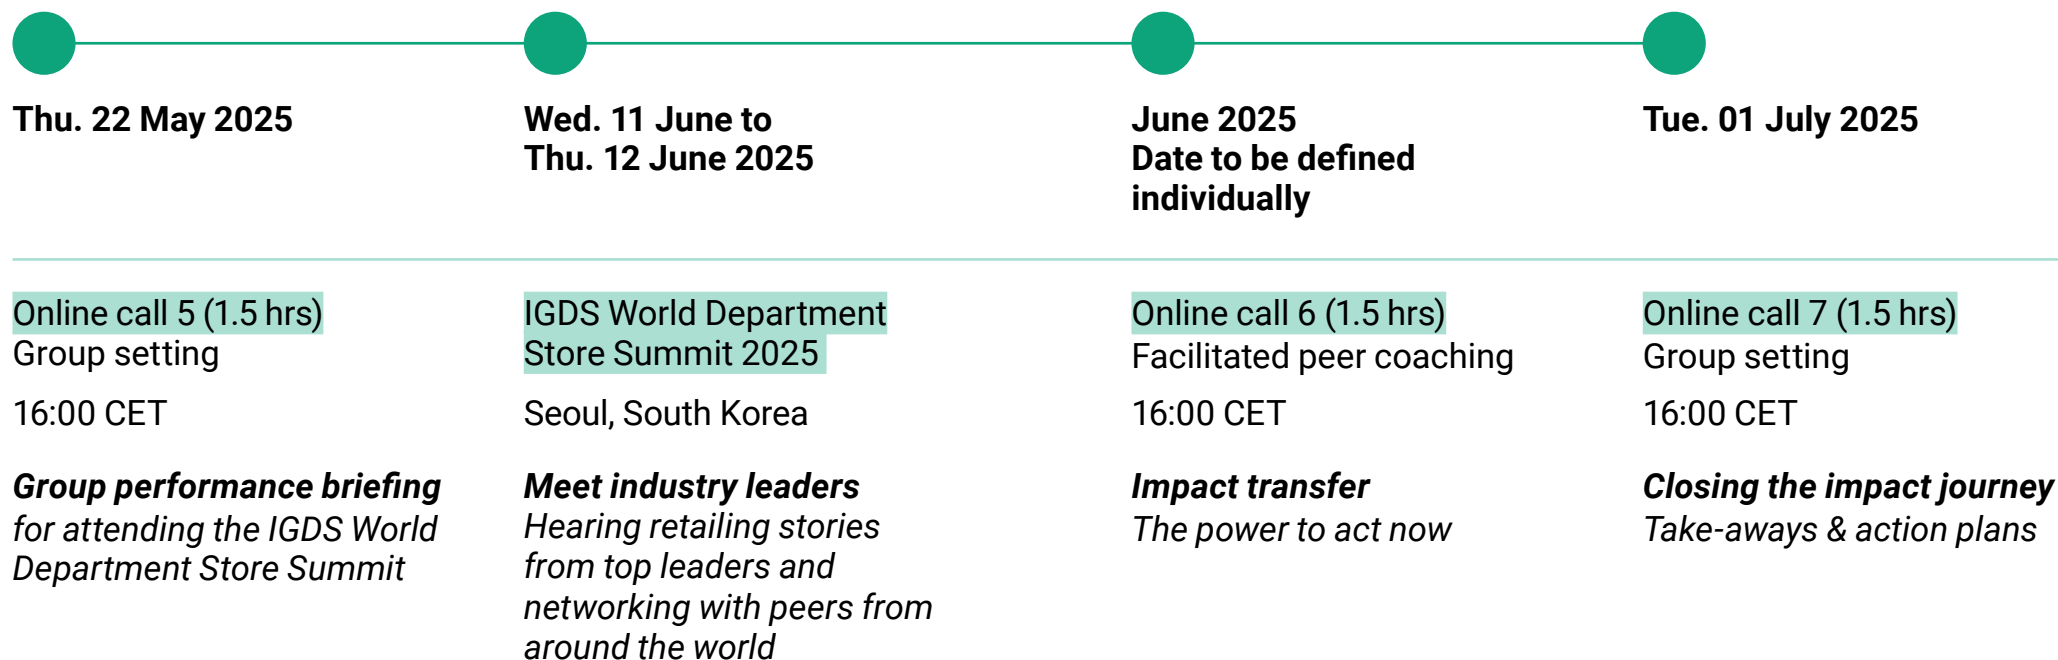 Thu. 22 May 2025
Wed. 11 June to
Thu. 12 June 2025
June 2025
Date to be defined
individually
Tue. 01 July 2025
Online call 5 (1.5 hrs)
Group setting
16:00 CET
Group performance briefing
for attending the IGDS World
Department Store Summit
IGDS World Department
Store Summit 2025
Seoul, South Korea
Meet industry leaders
Hearing retailing stories
from top leaders and
networking with peers from
around the world
Online call 6 (1.5 hrs)
Facilitated peer coaching
16:00 CET
Impact transfer
The power to act now
Online call 7 (1.5 hrs)
Group setting
16:00 CET
Closing the impact journey
Take-aways & action plans